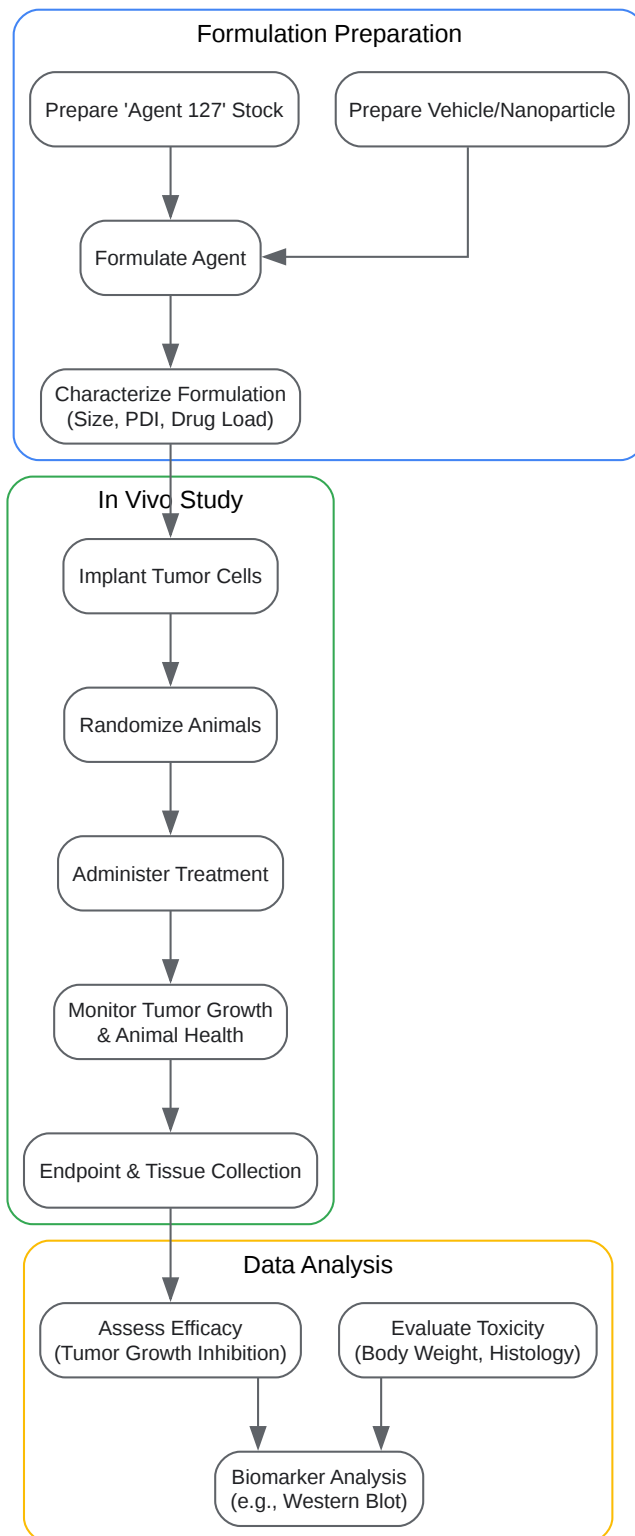 Formulation Preparation
Prepare 'Agent 127' Stock
Prepare Vehicle/Nanoparticle
Formulate Agent
Characterize Formulation
(Size, PDI, Drug Load)
In Vivo Study
Implant Tumor Cells
Randomize Animals
Administer Treatment
Monitor Tumor Growth
& Animal Health
Endpoint & Tissue Collection
Data Analysis
Assess Efficacy
(Tumor Growth Inhibition)
Evaluate Toxicity
(Body Weight, Histology)
Biomarker Analysis
(e.g., Western Blot)